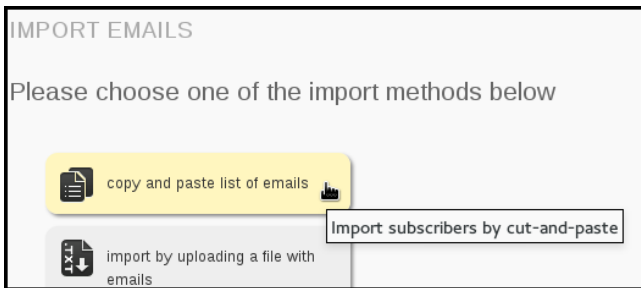 IMPORT EMAILS
Please choose one of the import methods below
copy and paste list of emails
Import subscribers by cut-and-paste
TXT
import by uploading a file with
emails